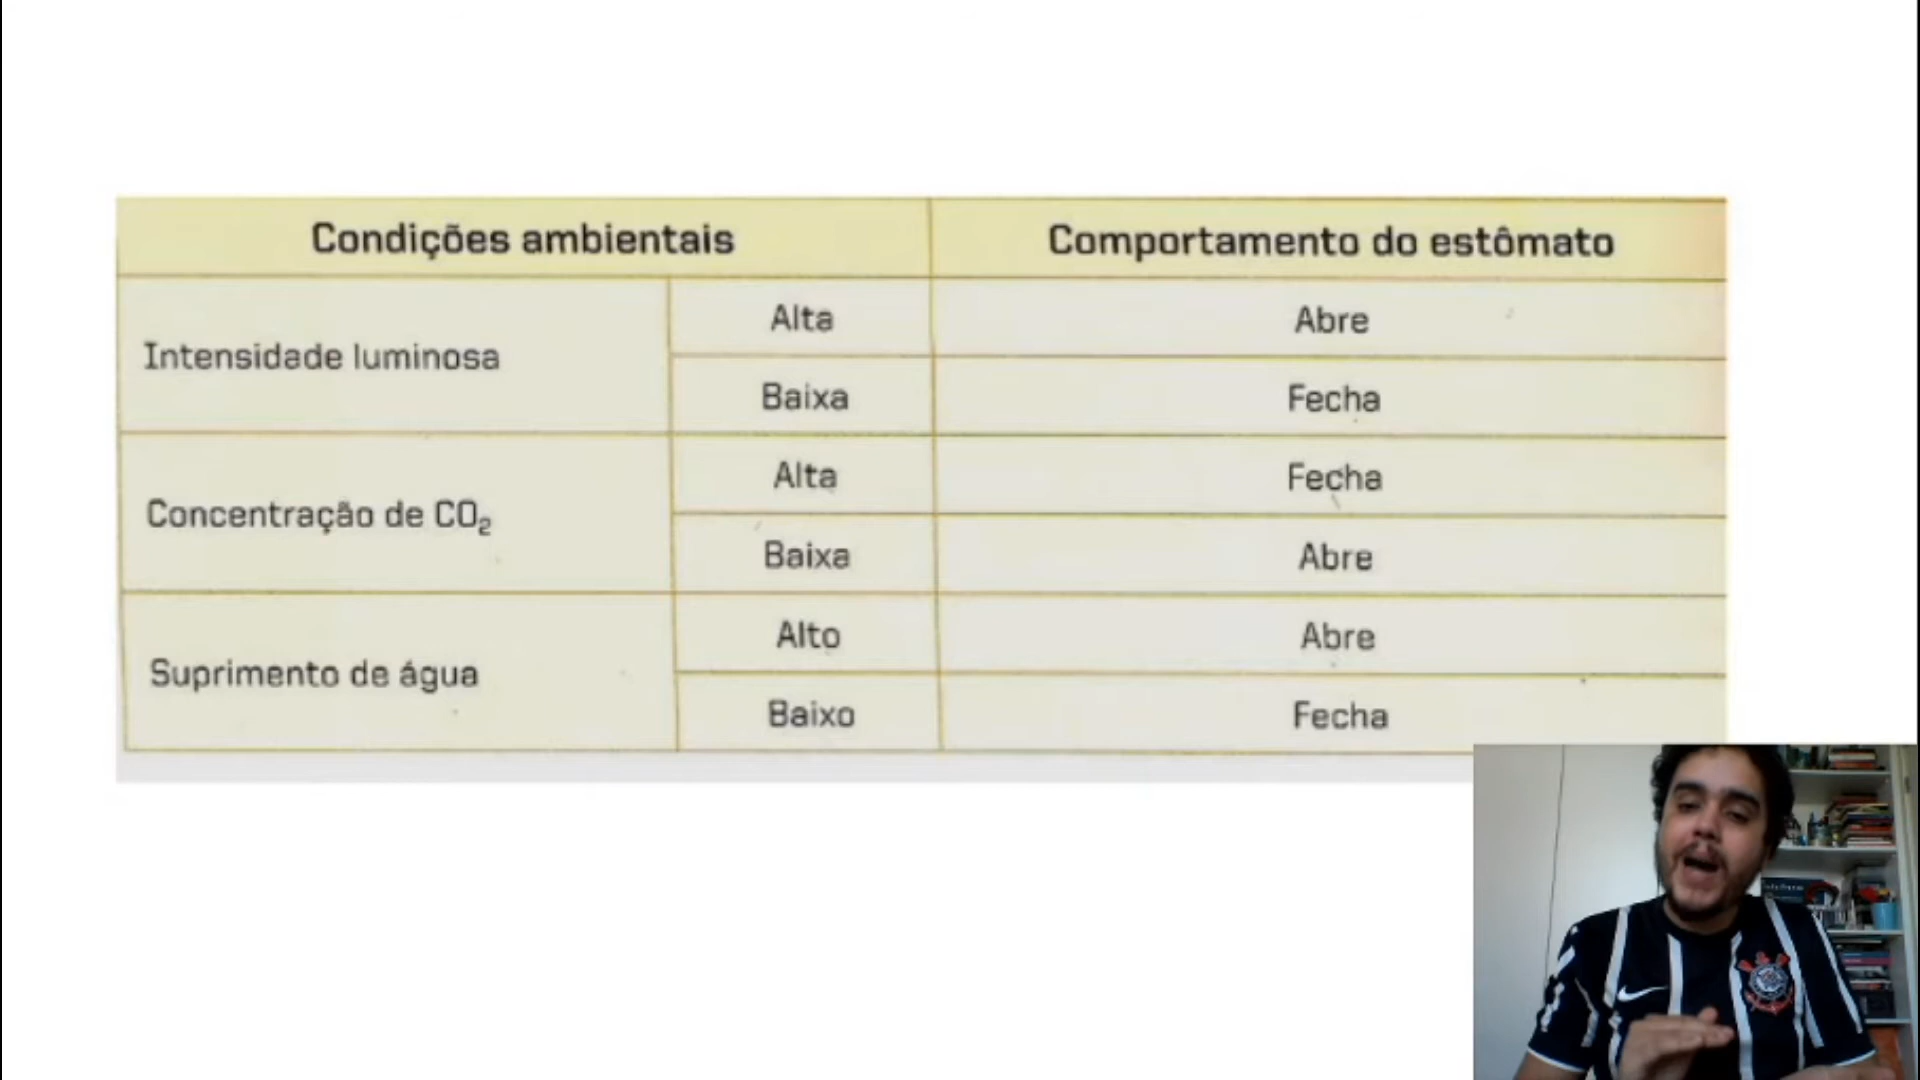 Condições ambientais Comportamento do estômato
Intensidade luminosa Alta Abre
Baixa Fecha
Concentração de CO₂ Alta Fecha
Baixa Abre
Suprimento de água Alto Abre
Baixo Fecha